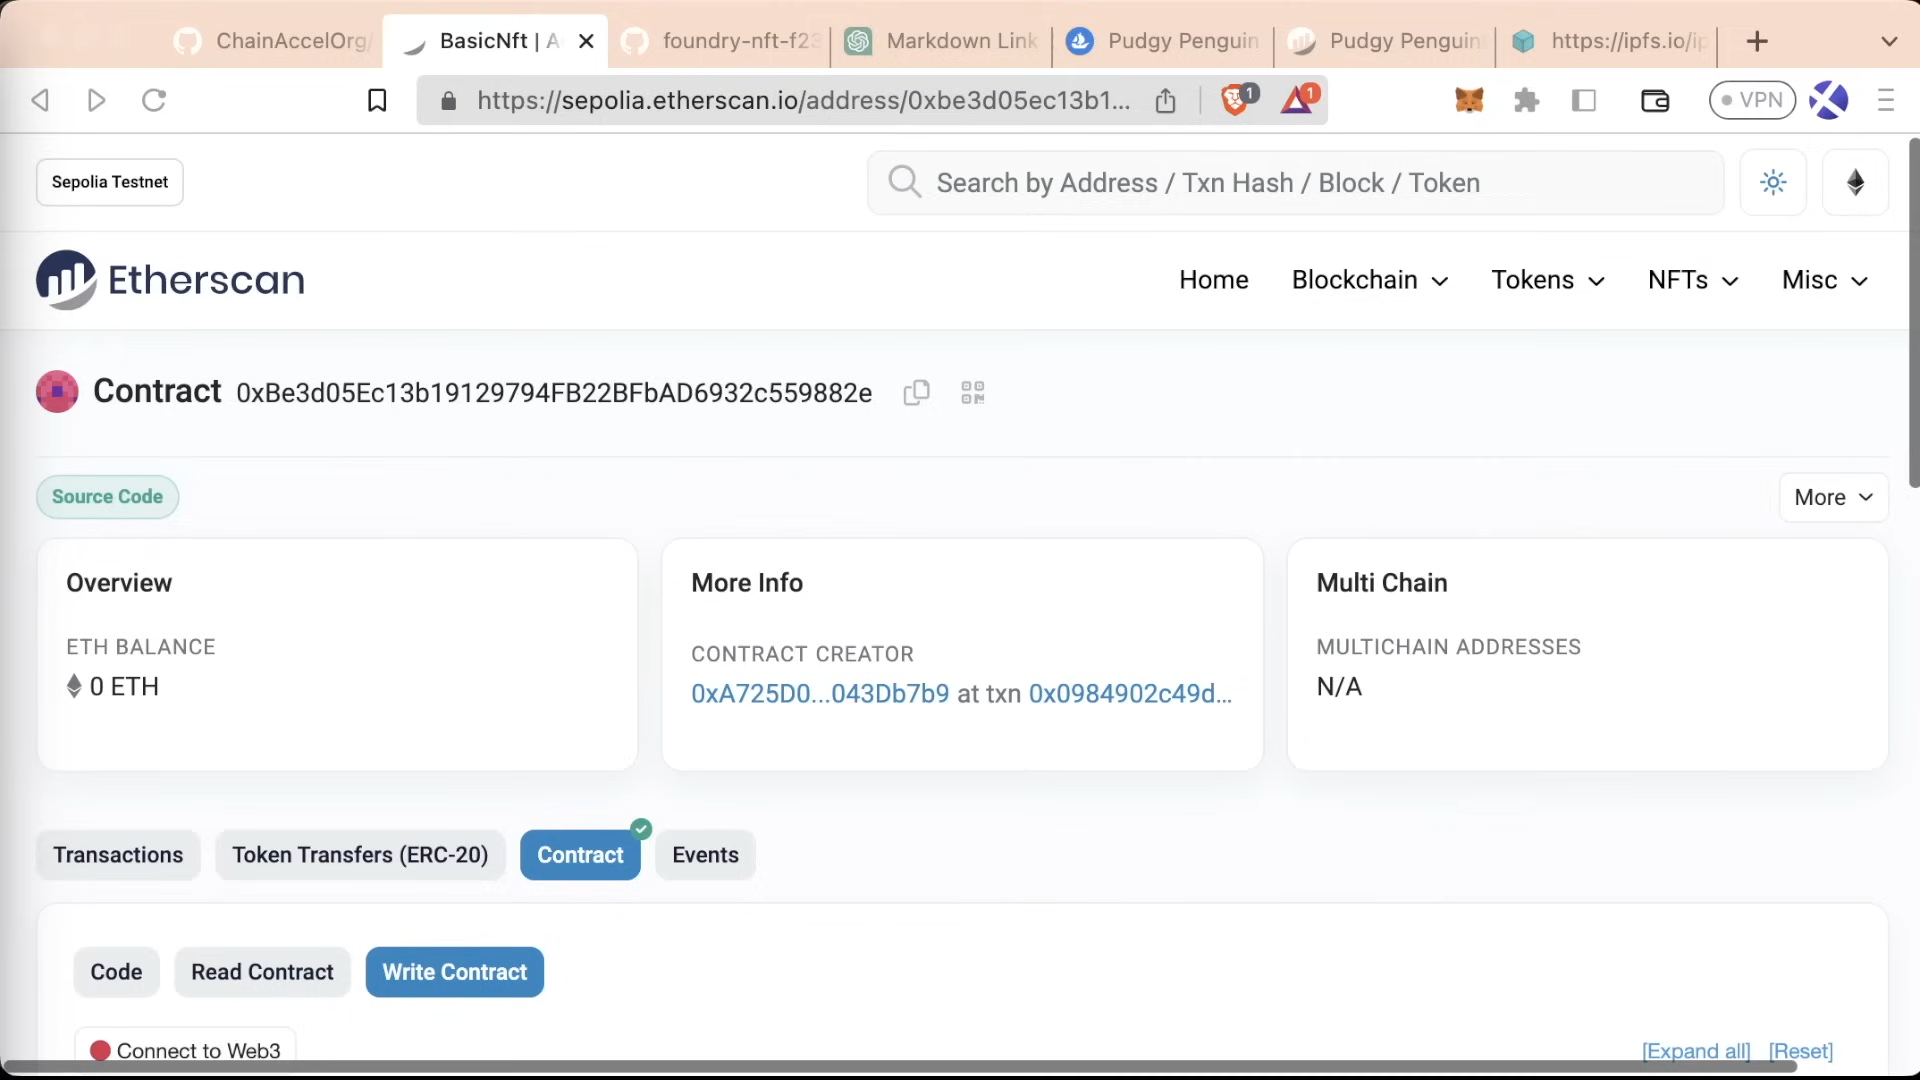 ChainAccelOrg/
BasicNft | A
foundry-nft-f23
Markdown Link
Pudgy Penguin
Pudgy Penguin
https://ipfs.io/ip
https://sepolia.etherscan.io/address/0xbe3d05ec13b1...
1
1
VPN
Sepolia Testnet
Search by Address / Txn Hash / Block / Token
Etherscan
Home
Blockchain
Tokens
NFTs
Misc
Contract 0xBe3d05Ec13b19129794FB22BFbAD6932c559882e
Source Code
More
Overview
ETH BALANCE
0 ETH
More Info
CONTRACT CREATOR
0xA725D0...043Db7b9 at txn 0x0984902c49d...
Multi Chain
MULTICHAIN ADDRESSES
N/A
Transactions
Token Transfers (ERC-20)
Contract
Events
Code
Read Contract
Write Contract
Connect to Web3
[Expand all] [Reset]